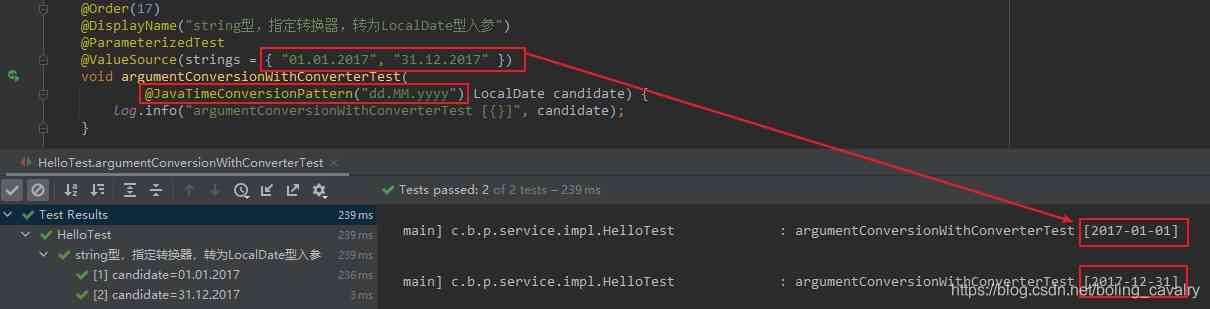 @Order(17)
@DisplayName("string型，指定转换器，转为LocalDate型入参")
@ParameterizedTest
@ValueSource(strings = { "01.01.2017", "31.12.2017" })
void argumentConversionWithConverterTest(
@JavaTimeConversionPattern("dd.MM.yyyy") LocalDate candidate) {
log.info("argumentConversionWithConverterTest [{}]", candidate);
}
HelloTest.argumentConversionWithConverterTest ×
Tests passed: 2 of 2 tests – 239 ms
Test Results 239 ms
HelloTest 239 ms
string型，指定转换器，转为LocalDate型入参 239 ms
[1] candidate=01.01.2017 236 ms
[2] candidate=31.12.2017 3 ms
main] c.b.p.service.impl.HelloTest : argumentConversionWithConverterTest [2017-01-01]
main] c.b.p.service.impl.HelloTest : argumentConversionWithConverterTest [2017-12-31]
https://blog.csdn.net/boling_cavalry